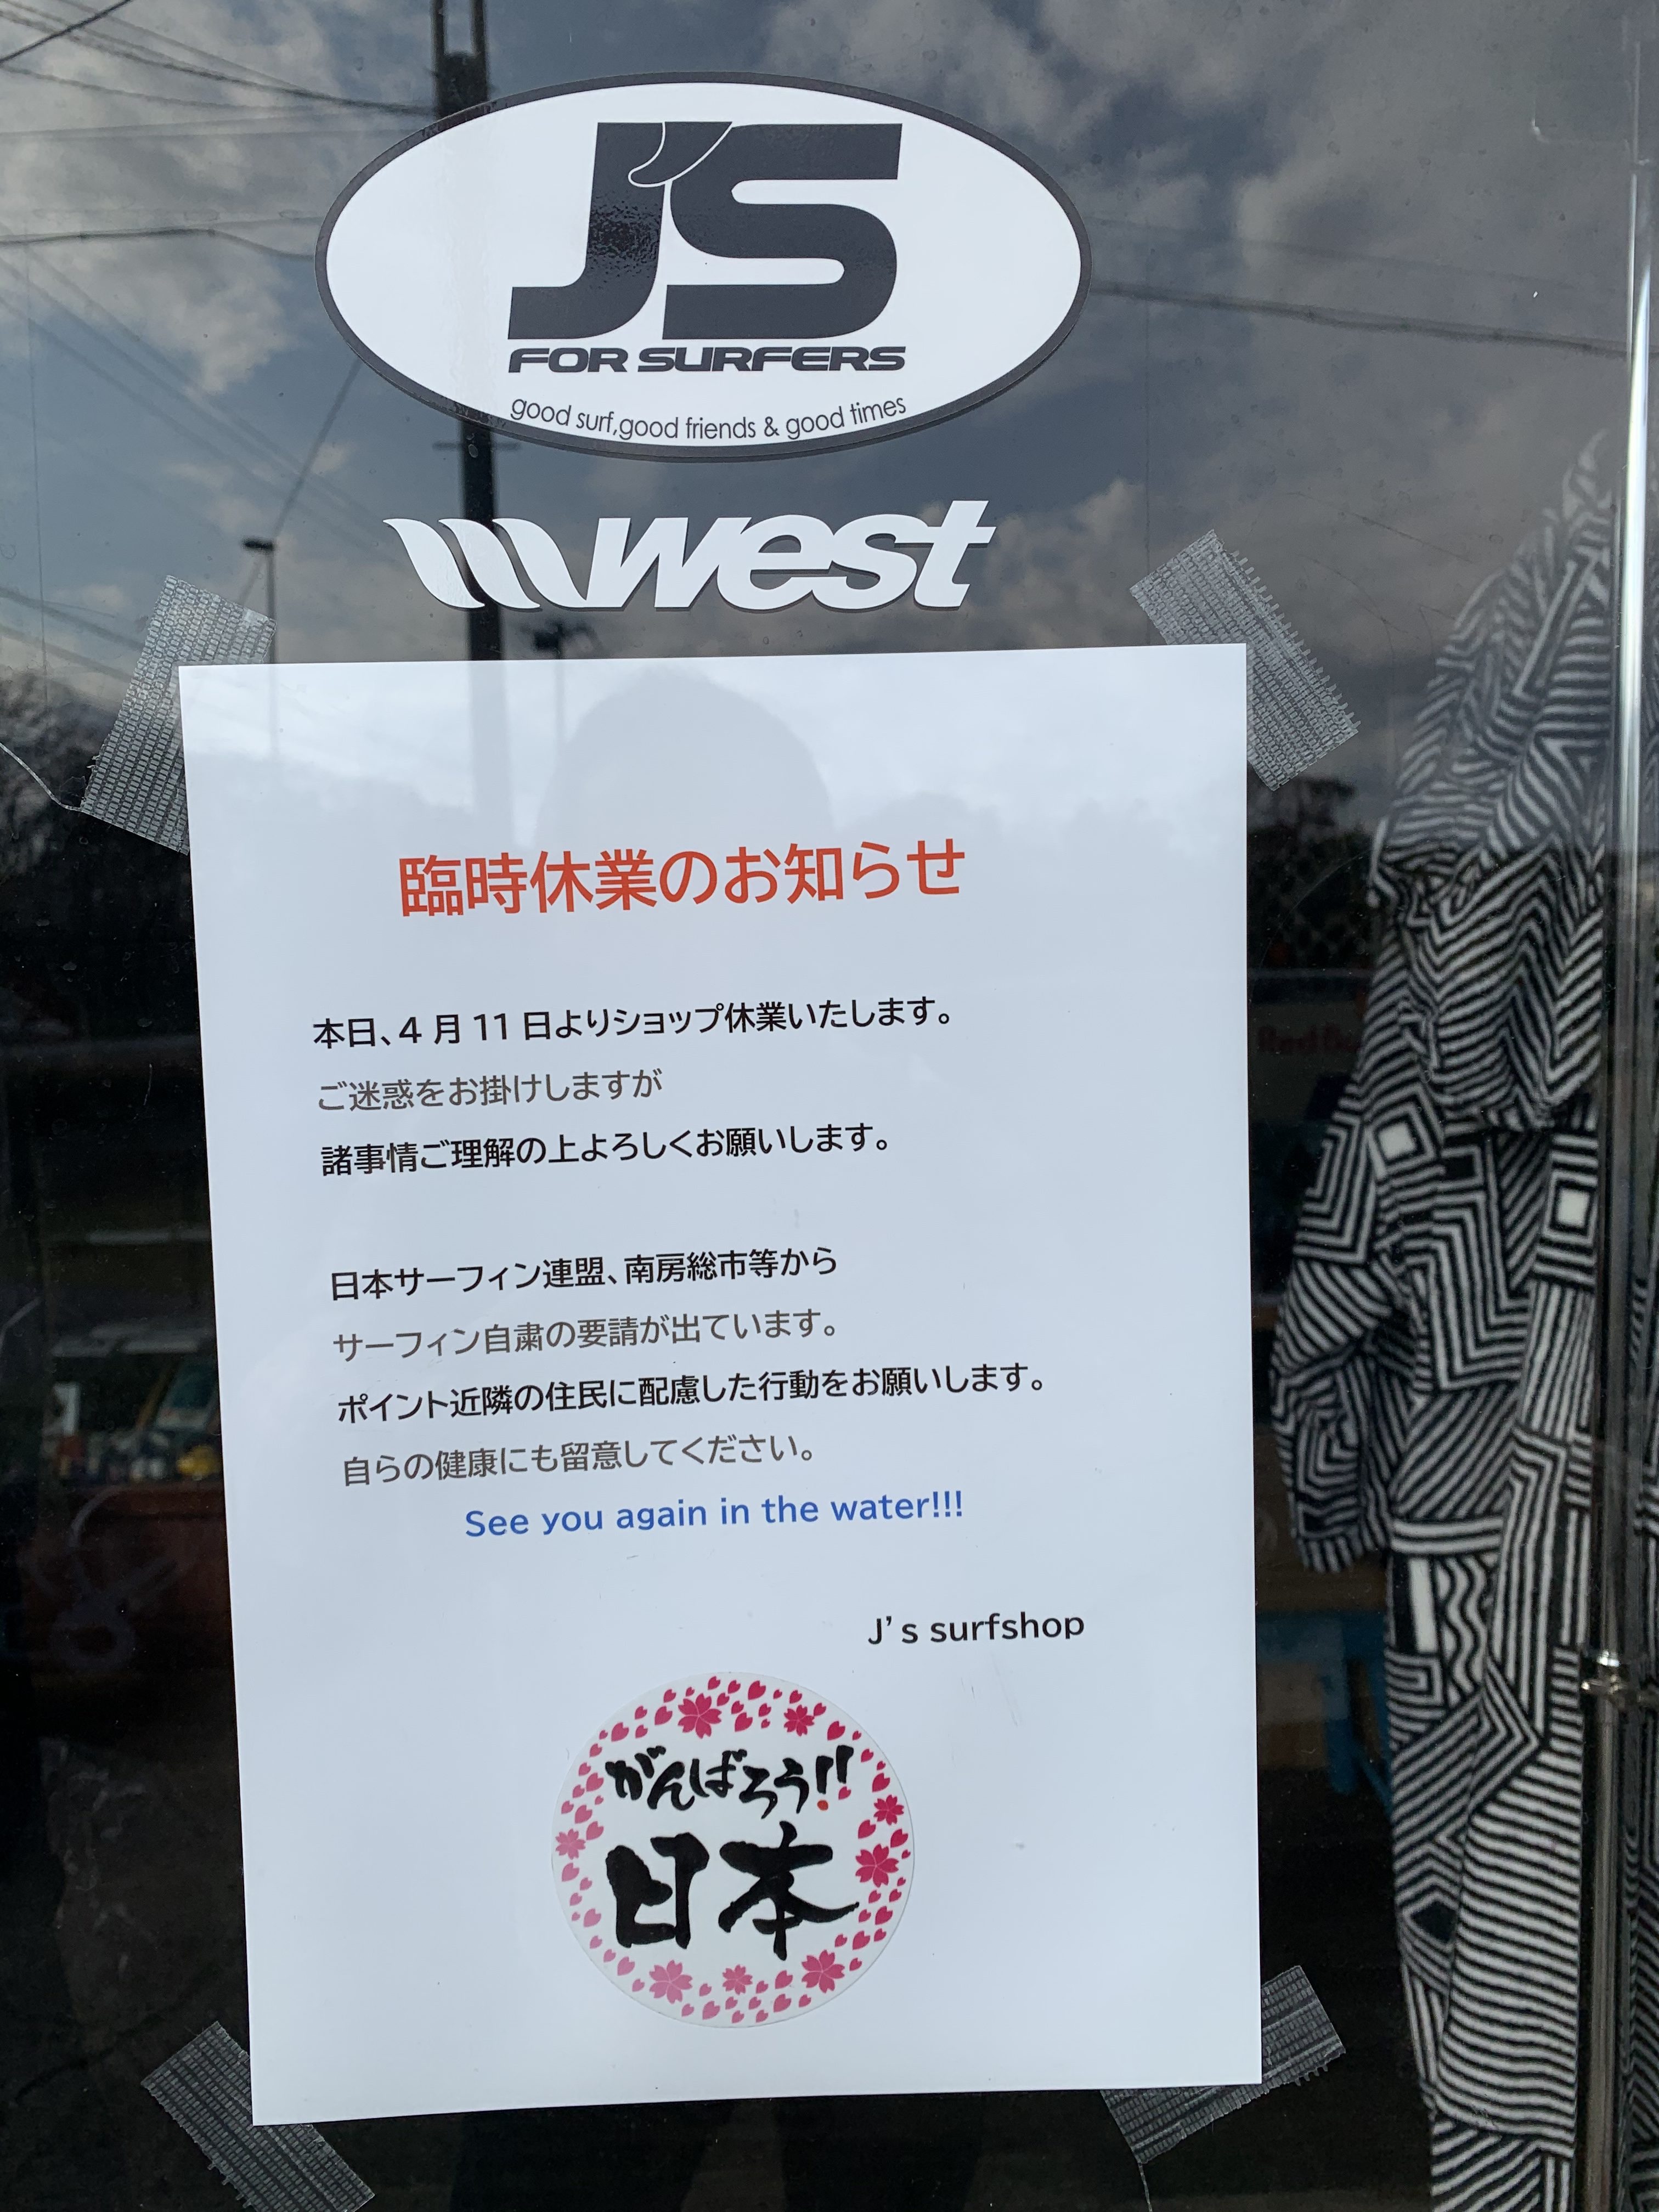 J'S
FOR SURFERS
good surf,good friends & good times
west
臨時休業のお知らせ
本日、4月11日よりショップ休業いたします。
ご迷惑をお掛けしますが
諸事情ご理解の上よろしくお願いします。
日本サーフィン連盟、南房総市等から
サーフィン自粛の要請が出ています。
ポイント近隣の住民に配慮した行動をお願いします。
自らの健康にも留意してください。
See you again in the water!!!
J's surfshop
がんばろう!!
日本